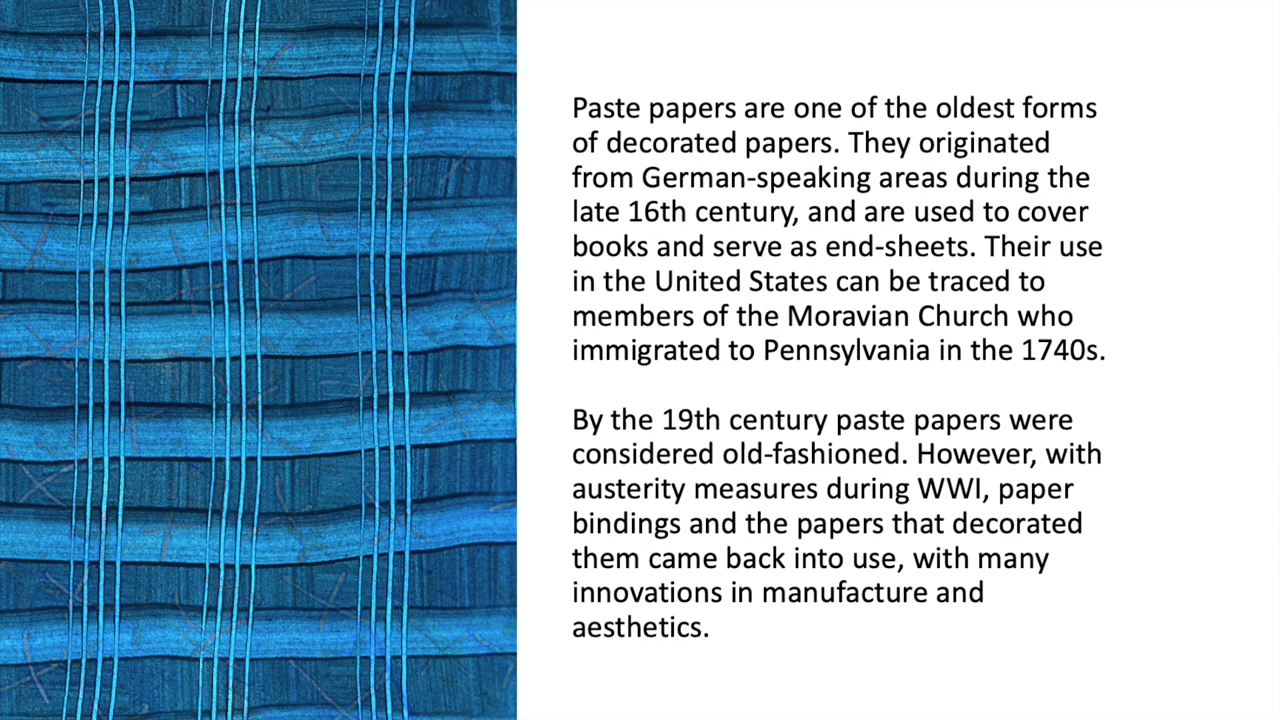 Paste papers are one of the oldest forms
of decorated papers. They originated
from German-speaking areas during the
late 16th century, and are used to cover
books and serve as end-sheets. Their use
in the United States can be traced to
members of the Moravian Church who
immigrated to Pennsylvania in the 1740s.
By the 19th century paste papers were
considered old-fashioned. However, with
austerity measures during WWI, paper
bindings and the papers that decorated
them came back into use, with many
innovations in manufacture and
aesthetics.